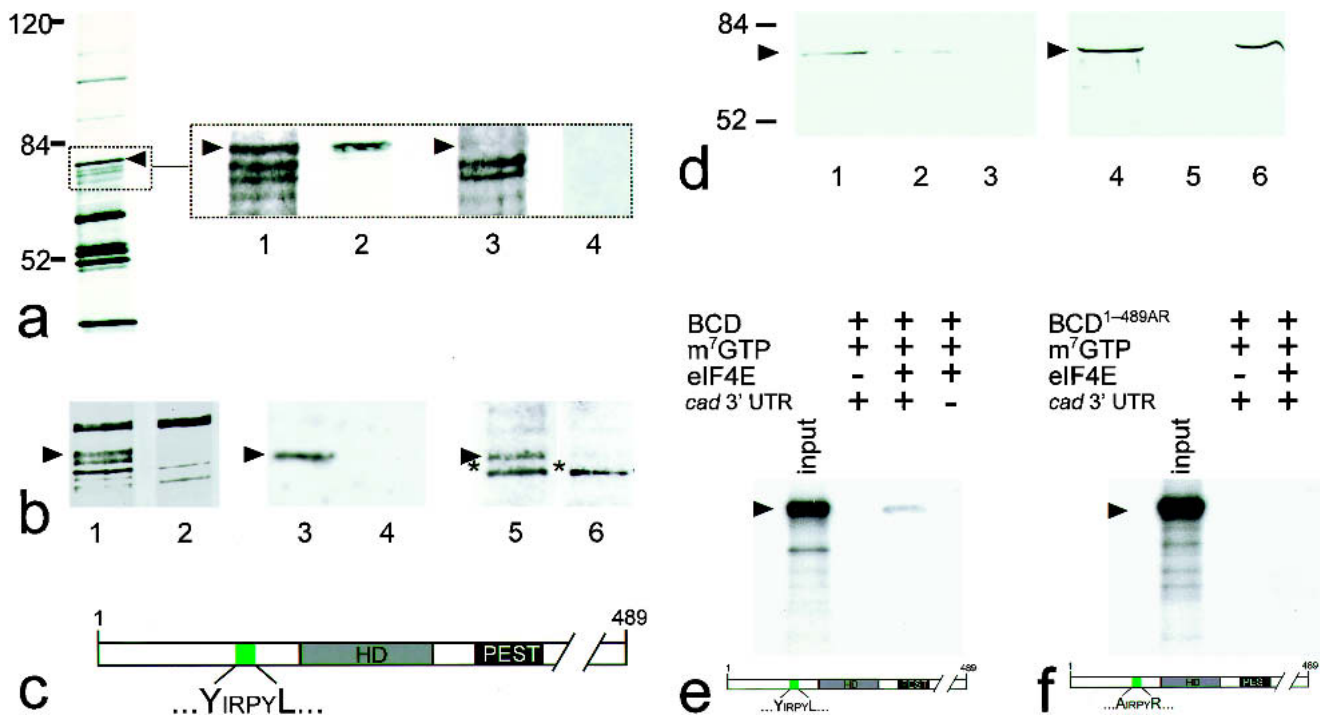 120
84
52
1 2 3 4
a
84
52
1 2 3 4 5 6
d
* *
1 2 3 4 5 6
b
1 489
HD PEST
...YIRPYL...
c
BCD + + +
m7GTP + + +
eIF4E - + +
cad 3' UTR + + -
input
1 489
HD PEST
...YIRPYL...
e
BCD1–489AR + +
m7GTP + +
eIF4E - +
cad 3' UTR + +
input
1 489
HD PES
...AIRPYR...
f